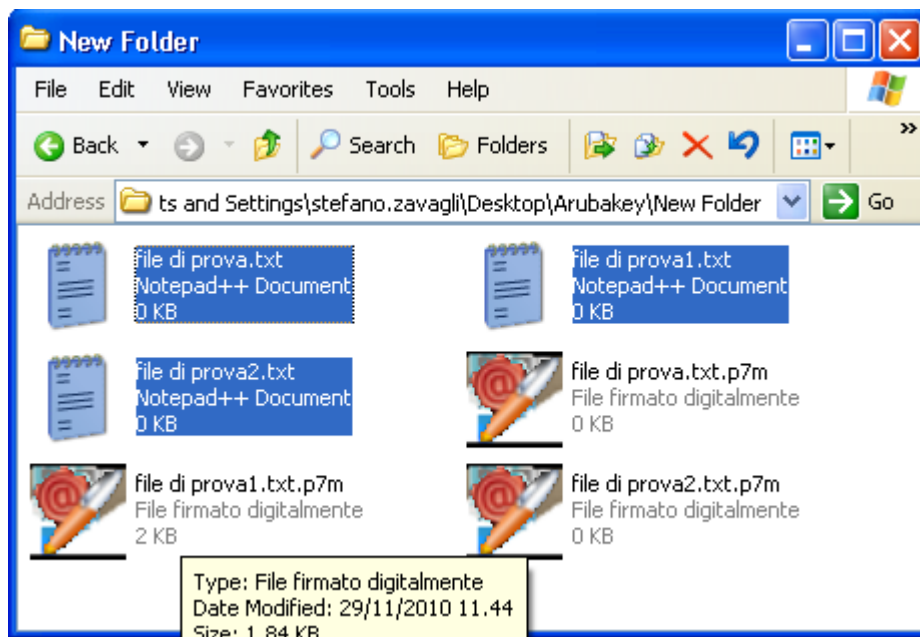 New Folder
File Edit View Favorites Tools Help
Back Search Folders »
Address ts and Settings\stefano.zavagli\Desktop\Arubakey\New Folder Go
file di prova.txt
Notepad++ Document
0 KB
file di prova1.txt
Notepad++ Document
0 KB
file di prova2.txt
Notepad++ Document
0 KB
file di prova.txt.p7m
File firmato digitalmente
0 KB
file di prova1.txt.p7m
File firmato digitalmente
2 KB
file di prova2.txt.p7m
File firmato digitalmente
0 KB
Type: File firmato digitalmente
Date Modified: 29/11/2010 11.44
Size: 1,84 KB